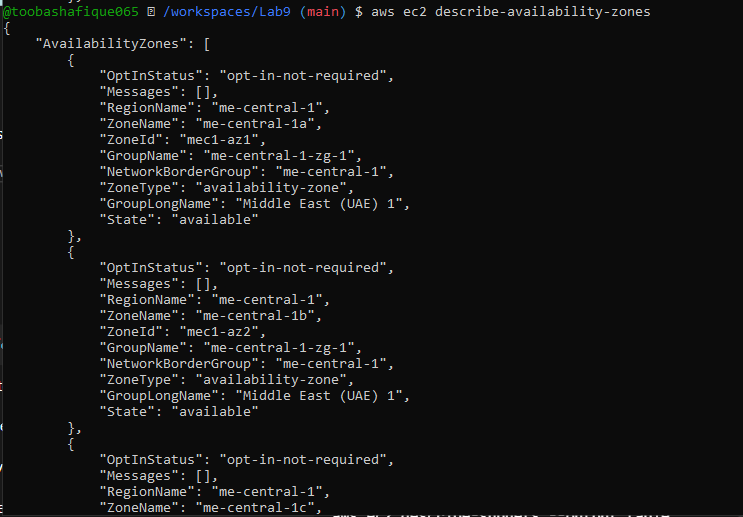 @toobashafique065 /workspaces/Lab9 (main) $ aws ec2 describe-availability-zones
{
    "AvailabilityZones": [
        {
            "OptInStatus": "opt-in-not-required",
            "Messages": [],
            "RegionName": "me-central-1",
            "ZoneName": "me-central-1a",
            "ZoneId": "mec1-az1",
            "GroupName": "me-central-1-zg-1",
            "NetworkBorderGroup": "me-central-1",
            "ZoneType": "availability-zone",
            "GroupLongName": "Middle East (UAE) 1",
            "State": "available"
        },
        {
            "OptInStatus": "opt-in-not-required",
            "Messages": [],
            "RegionName": "me-central-1",
            "ZoneName": "me-central-1b",
            "ZoneId": "mec1-az2",
            "GroupName": "me-central-1-zg-1",
            "NetworkBorderGroup": "me-central-1",
            "ZoneType": "availability-zone",
            "GroupLongName": "Middle East (UAE) 1",
            "State": "available"
        },
        {
            "OptInStatus": "opt-in-not-required",
            "Messages": [],
            "RegionName": "me-central-1",
            "ZoneName": "me-central-1c",